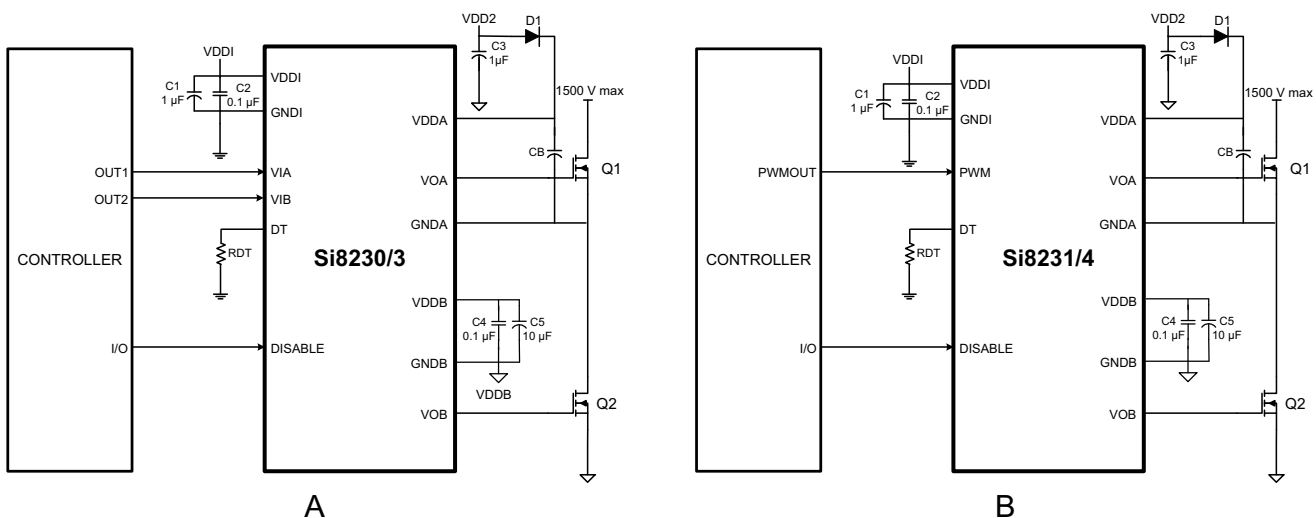 VDD2 D1
C3
1µF
VDDI
C1
1 µF
C2
0.1 µF
VDDI
GNDI
VDDA
1500 V max
CB
Q1
OUT1
VIA
VOA
OUT2
VIB
DT
GNDA
RDT
CONTROLLER
Si8230/3
VDDB
C4
0.1 µF
C5
10 µF
I/O
DISABLE
GNDB
VDDB
VOB
Q2
A
VDD2 D1
C3
1µF
VDDI
C1
1 µF
C2
0.1 µF
VDDI
GNDI
VDDA
1500 V max
CB
Q1
PWMOUT
PWM
VOA
DT
GNDA
RDT
CONTROLLER
Si8231/4
VDDB
C4
0.1 µF
C5
10 µF
I/O
DISABLE
GNDB
VOB
Q2
B